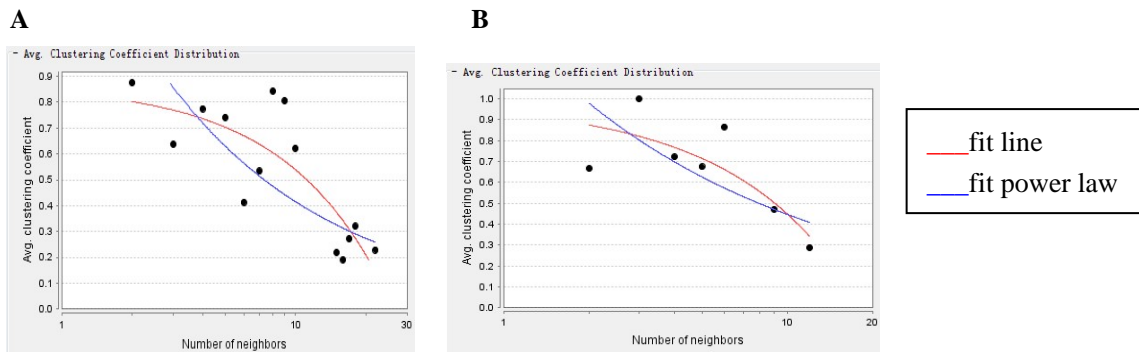 A
B
- Avg. Clustering Coefficient Distribution
0.9
0.8
0.7
0.6
0.5
0.4
0.3
0.2
0.1
0.0
Avg. clustering coefficient
1
10
30
Number of neighbors
- Avg. Clustering Coefficient Distribution
1.0
0.9
0.8
0.7
0.6
0.5
0.4
0.3
0.2
0.1
0.0
Avg. clustering coefficient
1
10
20
Number of neighbors
___fit line
___fit power law